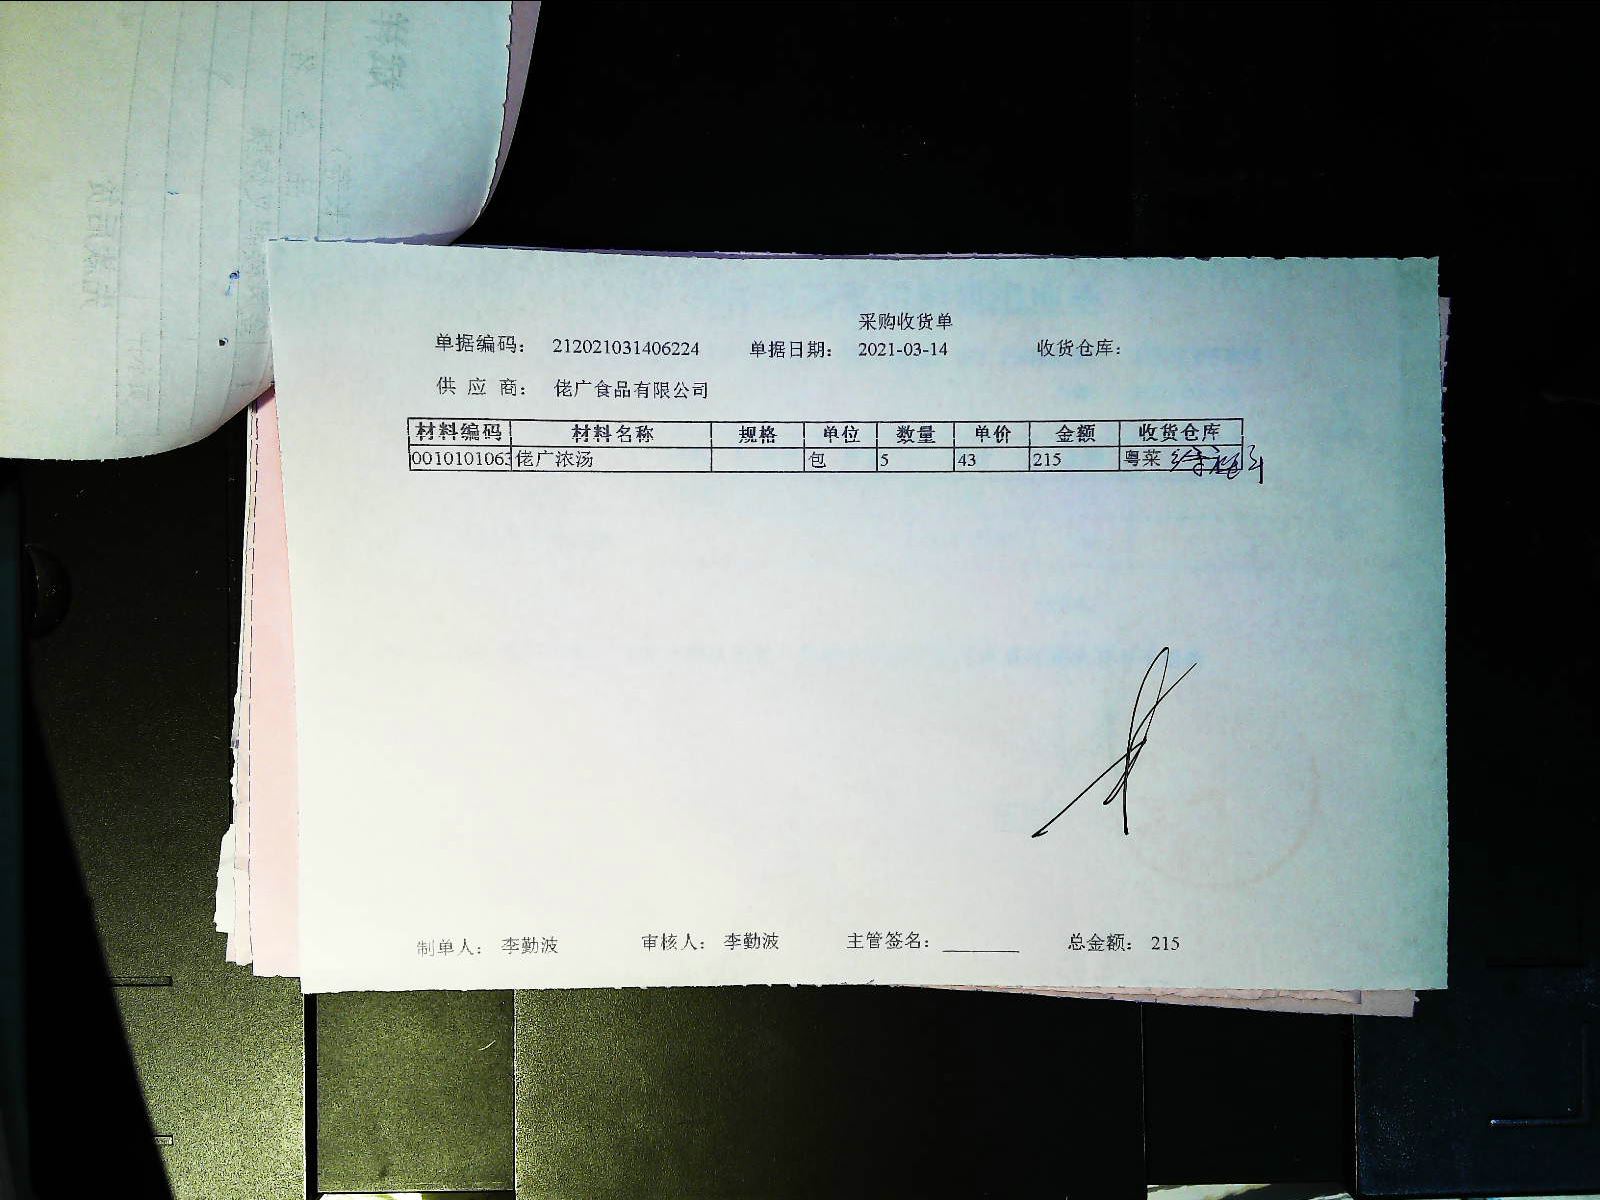 采购收货单
单据编码： 212021031406224 单据日期： 2021-03-14 收货仓库：
供 应 商： 佬广食品有限公司
材料编码 材料名称 规格 单位 数量 单价 金额 收货仓库
0010101063 佬广浓汤 包 5 43 215 粤菜
制单人： 李勤波 审核人： 李勤波 主管签名： 总金额： 215